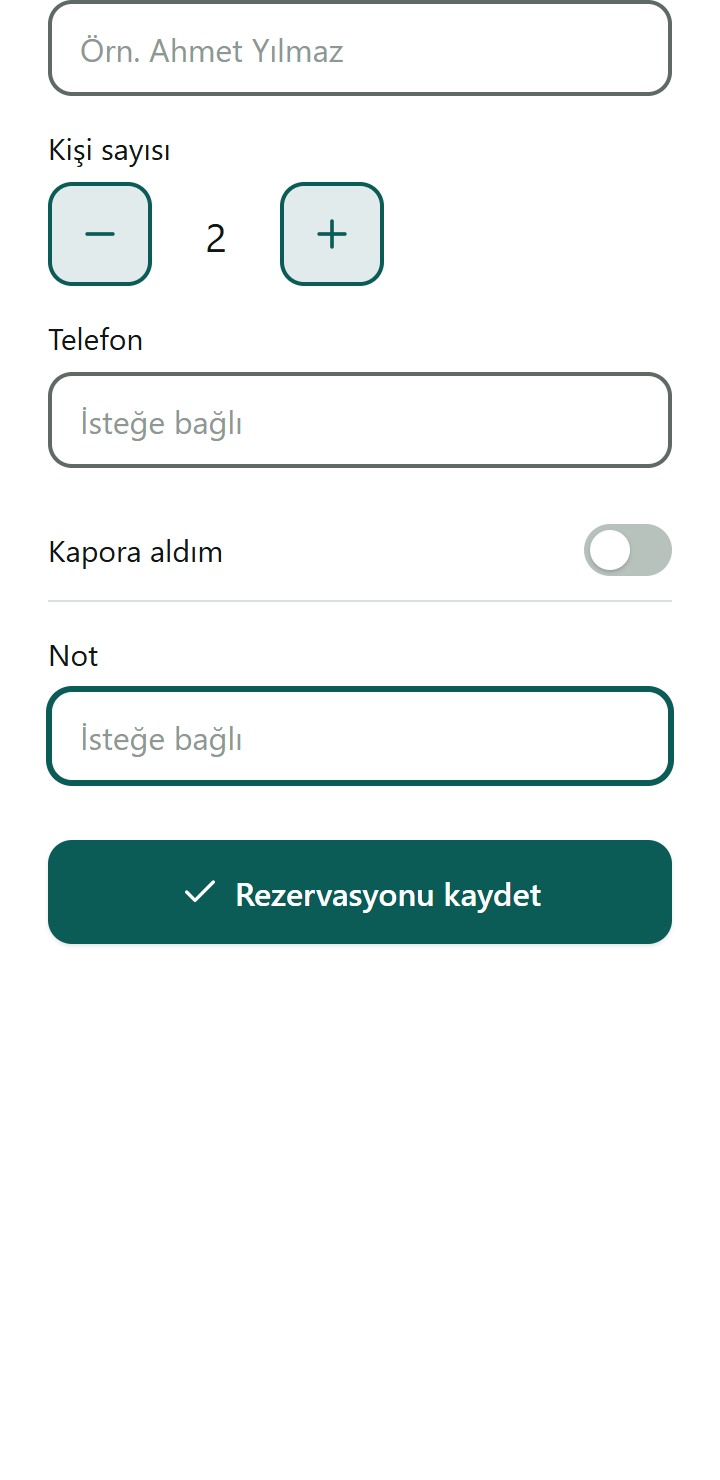 Örn. Ahmet Yılmaz
Kişi sayısı
2
Telefon
İsteğe bağlı
Kapora aldım
Not
İsteğe bağlı
Rezervasyonu kaydet